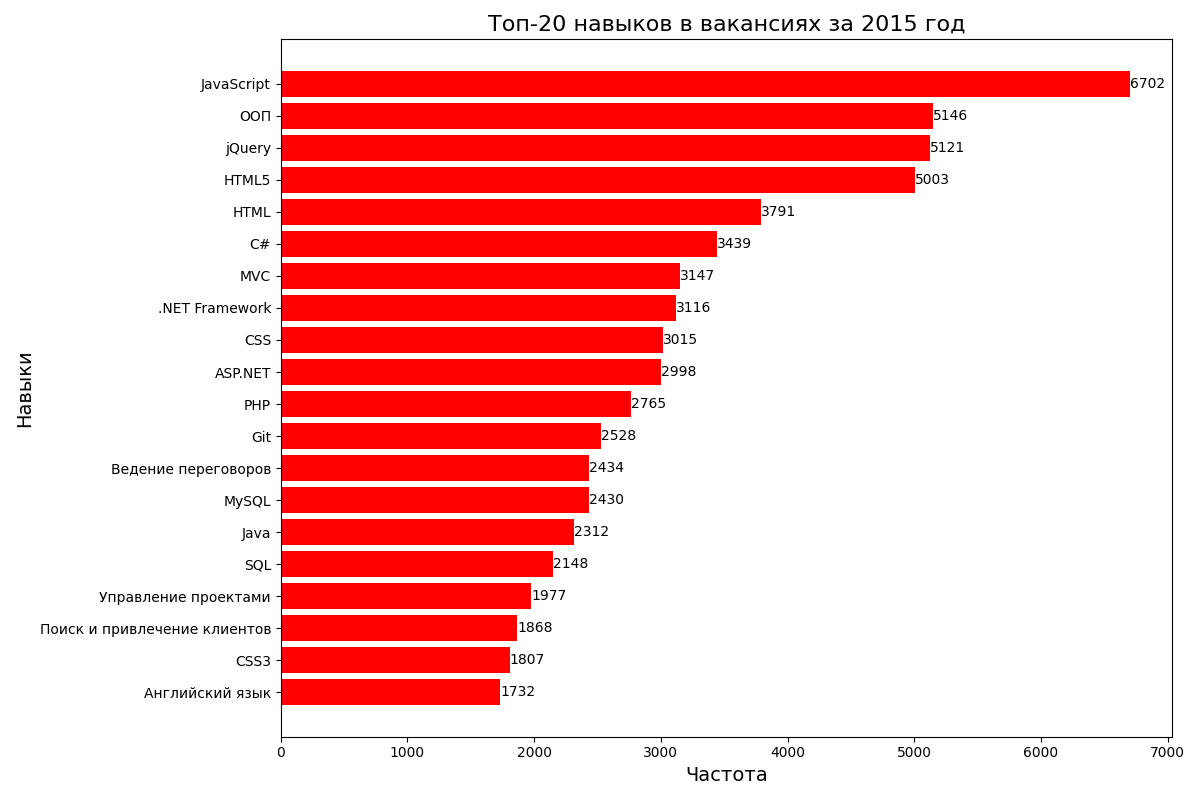 Топ-20 навыков в вакансиях за 2015 год
Навыки
JavaScript 6702
ООП 5146
jQuery 5121
HTML5 5003
HTML 3791
C# 3439
MVC 3147
.NET Framework 3116
CSS 3015
ASP.NET 2998
PHP 2765
Git 2528
Ведение переговоров 2434
MySQL 2430
Java 2312
SQL 2148
Управление проектами 1977
Поиск и привлечение клиентов 1868
CSS3 1807
Английский язык 1732
0 1000 2000 3000 4000 5000 6000 7000
Частота